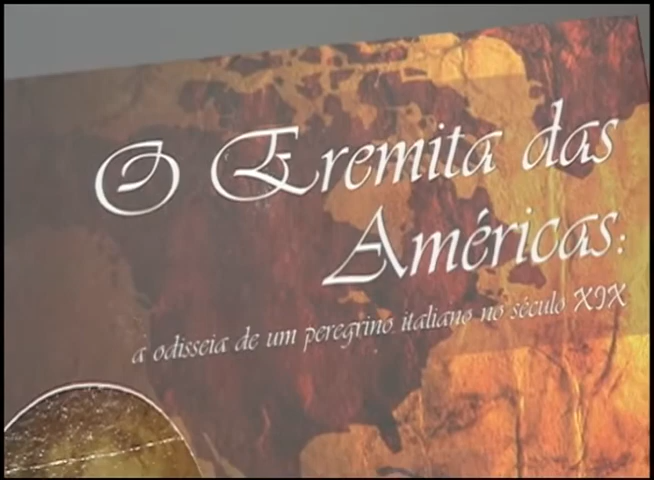 O Eremita das
Américas:
a odisseia de um peregrino italiano no século XIX